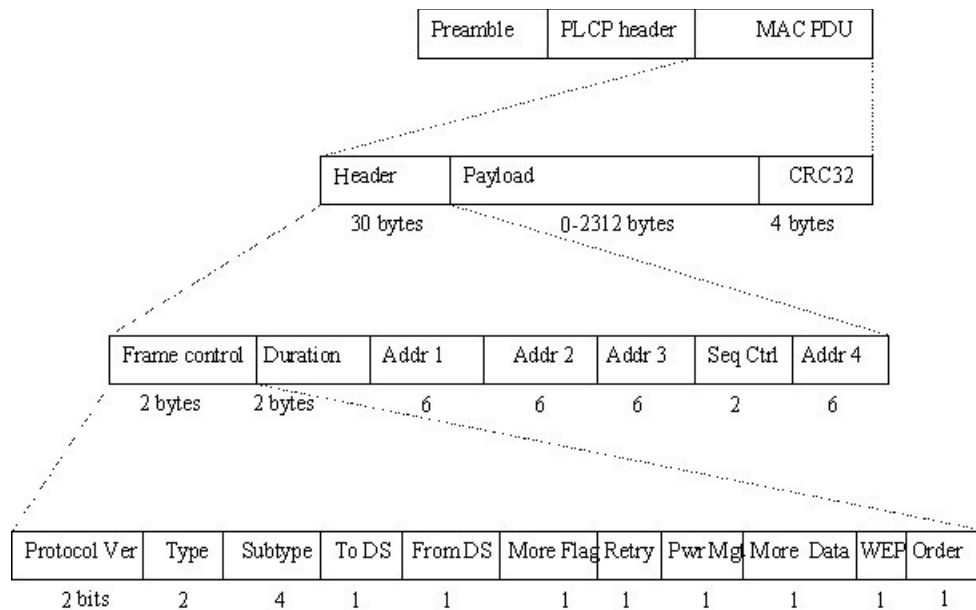 Preamble PLCP header MAC PDU
Header Payload CRC32
30 bytes 0-2312 bytes 4 bytes
Frame control Duration Addr 1 Addr 2 Addr 3 Seq Ctrl Addr 4
2 bytes 2 bytes 6 6 6 2 6
Protocol Ver Type Subtype To DS From DS More Flag Retry Pwr Mgt More Data WEP Order
2 bits 2 4 1 1 1 1 1 1 1 1